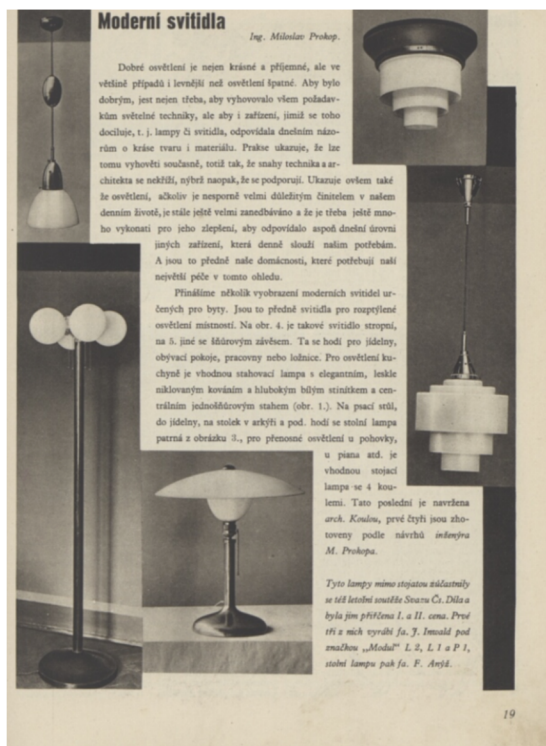 Moderní svitidla
Ing. Miloslav Prokop.
Dobré osvětlení je nejen krásné a příjemné, ale ve
většině případů i levnější než osvětlení špatné. Aby bylo
dobrým, jest nejen třeba, aby vyhovovalo všem požadav-
kům světelné techniky, ale aby i zařízení, jimiž se toho
dociluje, t. j. lampy či svitidla, odpovídala dnešním názo-
rům o kráse tvaru i materiálu. Prakse ukazuje, že lze
tomu vyhověti současně, totiž tak, že snahy technika a ar-
chitekta se nekříží, nýbrž naopak, že se podporují. Ukazuje ovšem také
že osvětlení, ačkoliv je nesporně velmi důležitým činitelem v našem
denním životě, je stále ještě velmi zanedbáváno a že je třeba ještě mno-
ho vykonati pro jeho zlepšení, aby odpovídalo aspoň dnešní úrovni
jiných zařízení, která denně slouží našim potřebám.
A jsou to předně naše domácnosti, které potřebují naší
největší péče v tomto ohledu.
Přinášíme několik vyobrazení moderních svitidel ur-
čených pro byty. Jsou to předně svitidla pro rozptýlené
osvětlení místností. Na obr. 4. je takové svitidlo stropní,
na 5. jiné se šňůrovým závěsem. Ta se hodí pro jídelny,
obývací pokoje, pracovny nebo ložnice. Pro osvětlení ku-
chyně je vhodnou stahovací lampa s elegantním, leskle
niklovaným kováním a hlubokým bílým stinítkem a cen-
trálním jednošňůrovým stahem (obr. 1.). Na psací stůl,
do jídelny, na stolek v arkýři a pod. hodí se stolní lampa
patrná z obrázku 3., pro přenosné osvětlení u pohovky,
u piana atd. je
vhodnou stojací
lampa se 4 kou-
lemi. Tato poslední je navržena
arch. Koulou, prvé čtyři jsou zho-
toveny podle návrhů inženýra
M. Prokopa.
Tyto lampy mimo stojatou zúčastnily
se též letošní soutěže Svazu Čs. Díla a
byla jim přiřčena I. a II. cena. Prvé
tři z nich vyrábí fa. J. Inwald pod
značkou „Modul“ L 2, L 1 a P 1,
stolní lampu pak fa. F. Anýž.
19